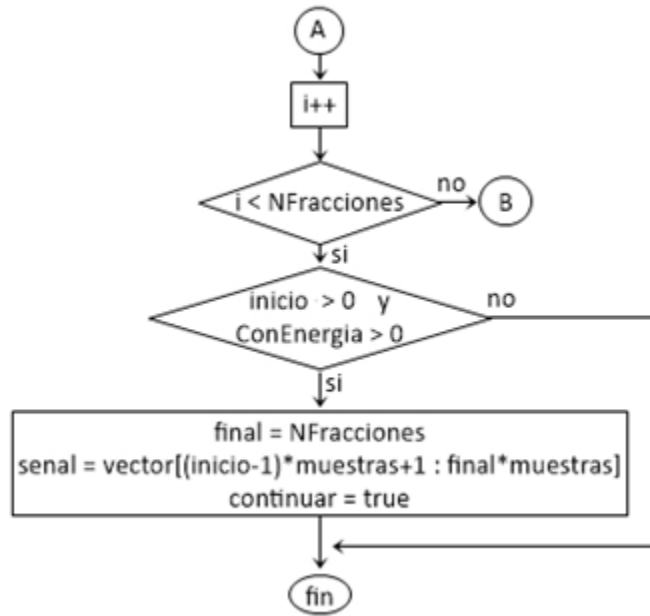 A
i++
i < NFracciones
no
B
si
inicio > 0 y
no
ConEnergia > 0
si
final = NFracciones
senal = vector[(inicio-1)*muestras+1 : final*muestras]
continuar = true
fin